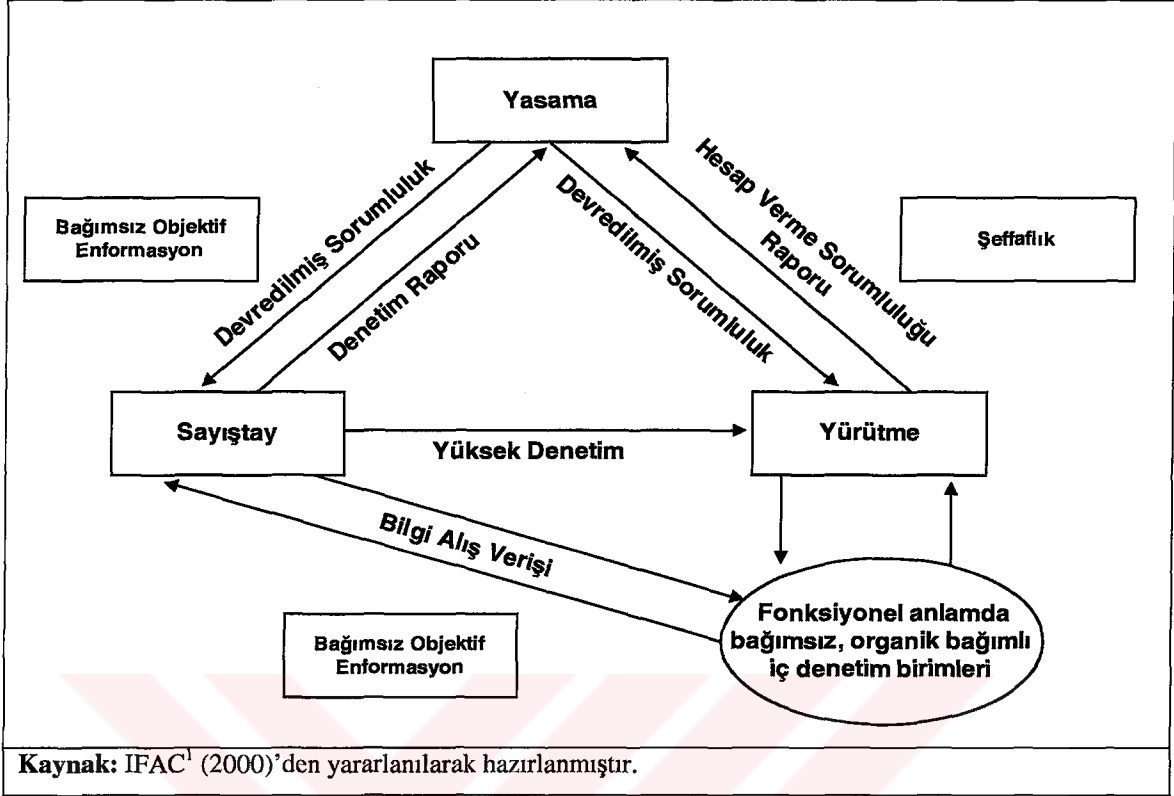 Yasama
Devredilmiş Sorumluluk
Denetim Raporu
Devredilmiş Sorumluluk
Hesap Verme Sorumluluğu
Raporu
Bağımsız Objektif
Enformasyon
Şeffaflık
Sayıştay
Yüksek Denetim
Yürütme
Bilgi Alış Verişi
Fonksiyonel anlamda
bağımsız, organik bağımlı
iç denetim birimleri
Bağımsız Objektif
Enformasyon
Kaynak: IFAC¹ (2000)'den yararlanılarak hazırlanmıştır.